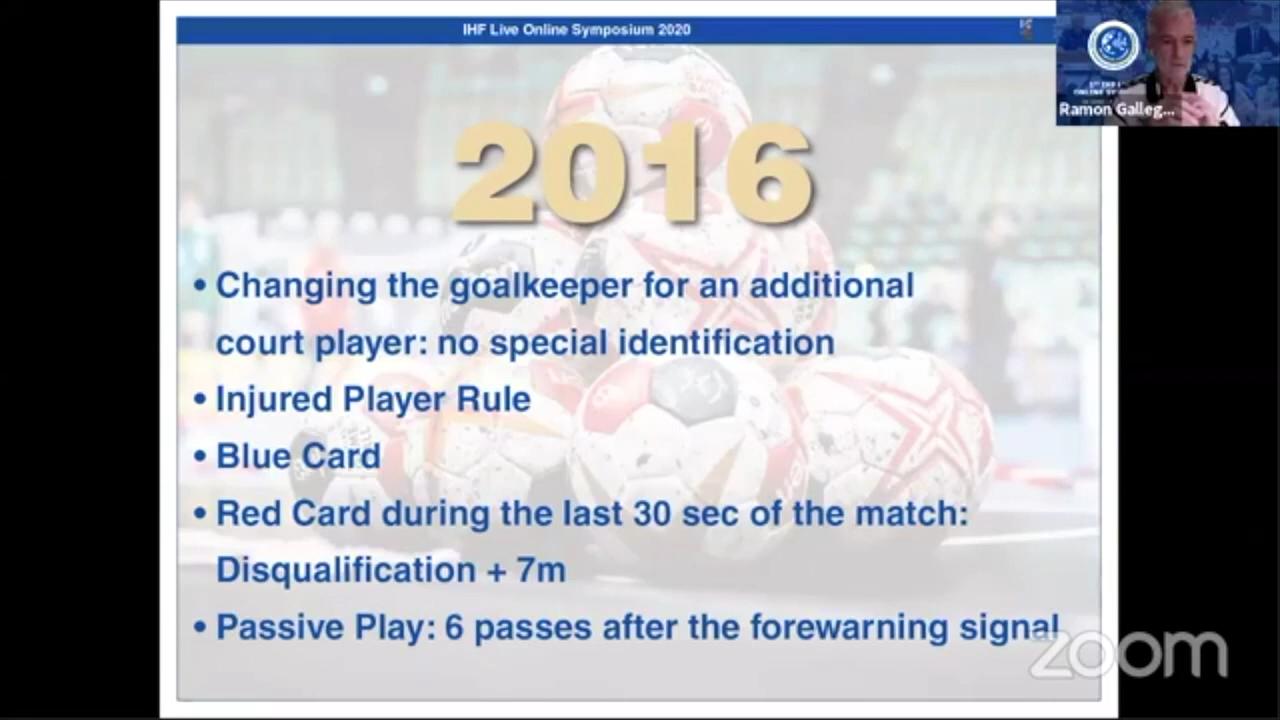 IHF Live Online Symposium 2020
Ramon Galleg...
2016
• Changing the goalkeeper for an additional
court player: no special identification
• Injured Player Rule
• Blue Card
• Red Card during the last 30 sec of the match:
Disqualification + 7m
• Passive Play: 6 passes after the forewarning signal
zoom